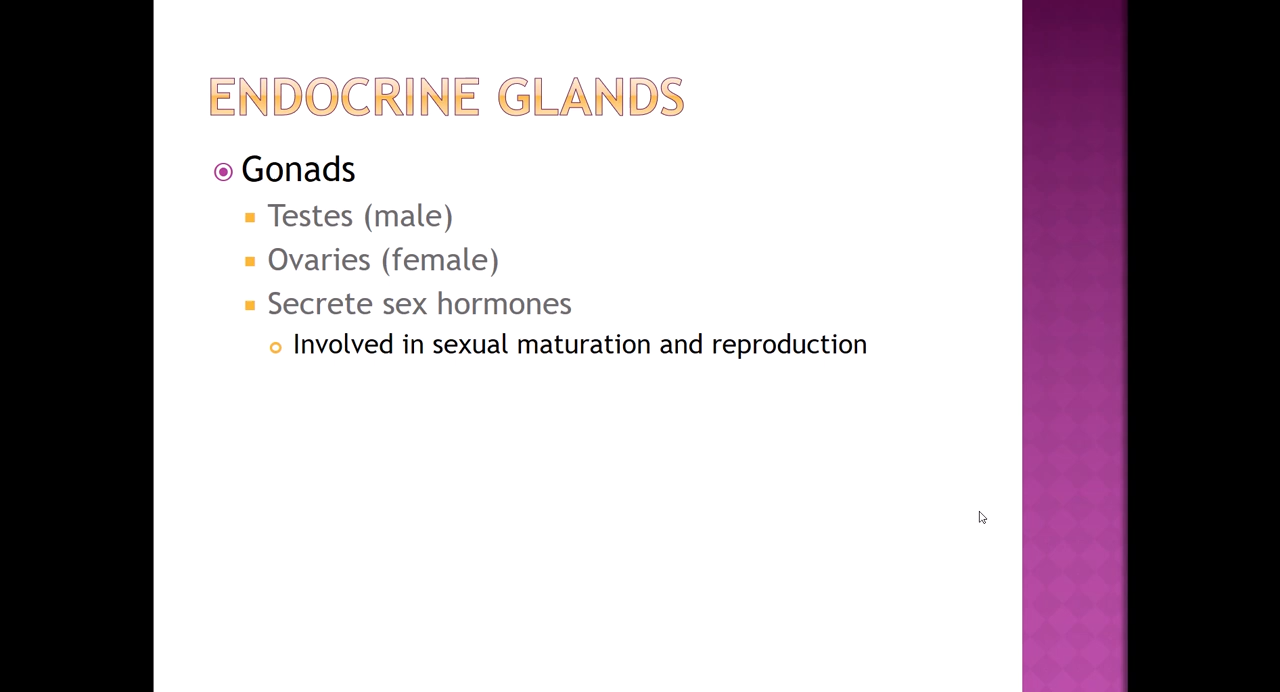 ENDOCRINE GLANDS
Gonads
Testes (male)
Ovaries (female)
Secrete sex hormones
Involved in sexual maturation and reproduction